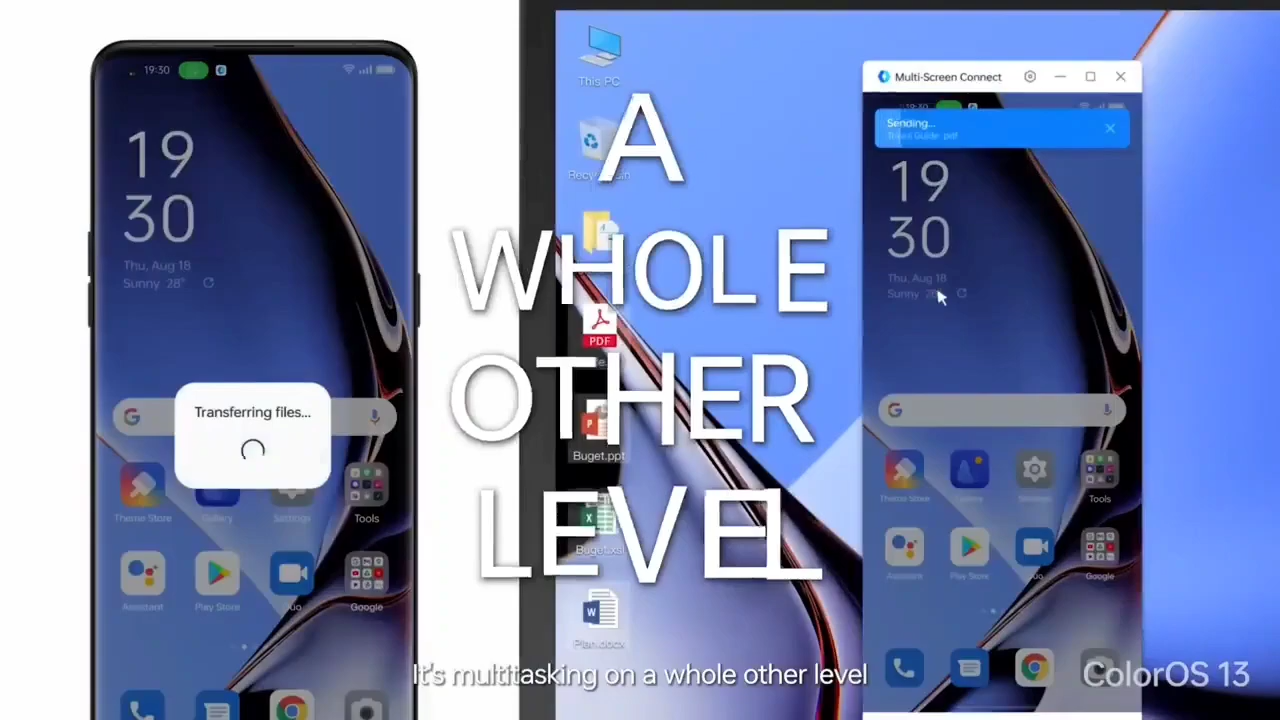 19:30
19
30
Thu, Aug 18
Sunny 28°
Transferring files...
Theme Store
Gallery
Settings
Tools
Assistant
Play Store
Duo
Google
This PC
Recycle Bin
PDF
Buget.ppt
Buget.xsl
Plan.docx
A
WHOLE
OTHER
LEVEL
Multi-Screen Connect
19:30
Sending...
Travel Guide.pdf
19
30
Thu, Aug 18
Sunny 28°
Theme Store
Tools
Assistant
Play Store
Duo
Google
It's multitasking on a whole other level
ColorOS 13